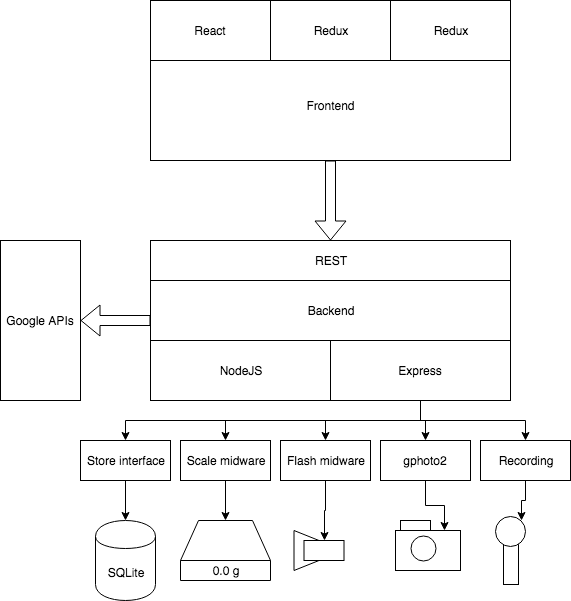 React
Redux
Redux
Frontend
REST
Google APIs
Backend
NodeJS
Express
Store interface
Scale midware
Flash midware
gphoto2
Recording
SQLite
0.0 g